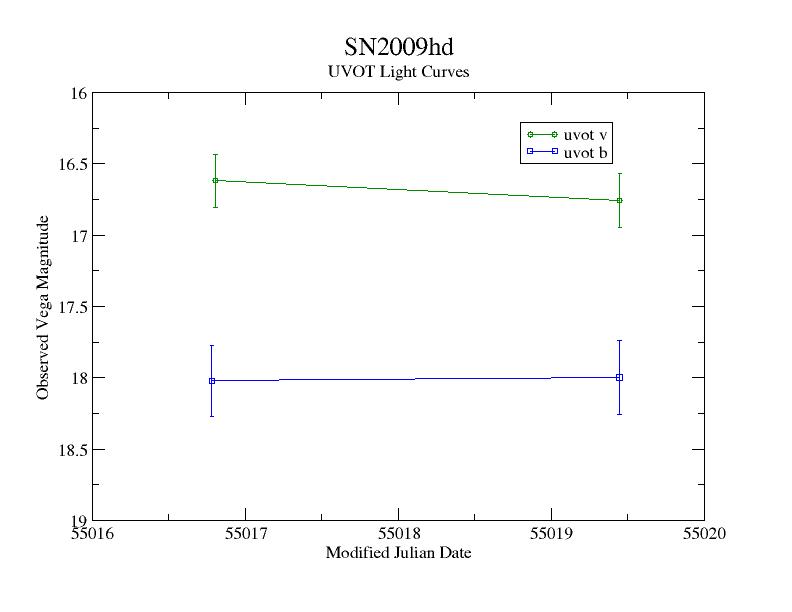 SN2009hd
UVOT Light Curves
uvot v
uvot b
Observed Vega Magnitude
16
16.5
17
17.5
18
18.5
19
55016
55017
55018
55019
55020
Modified Julian Date